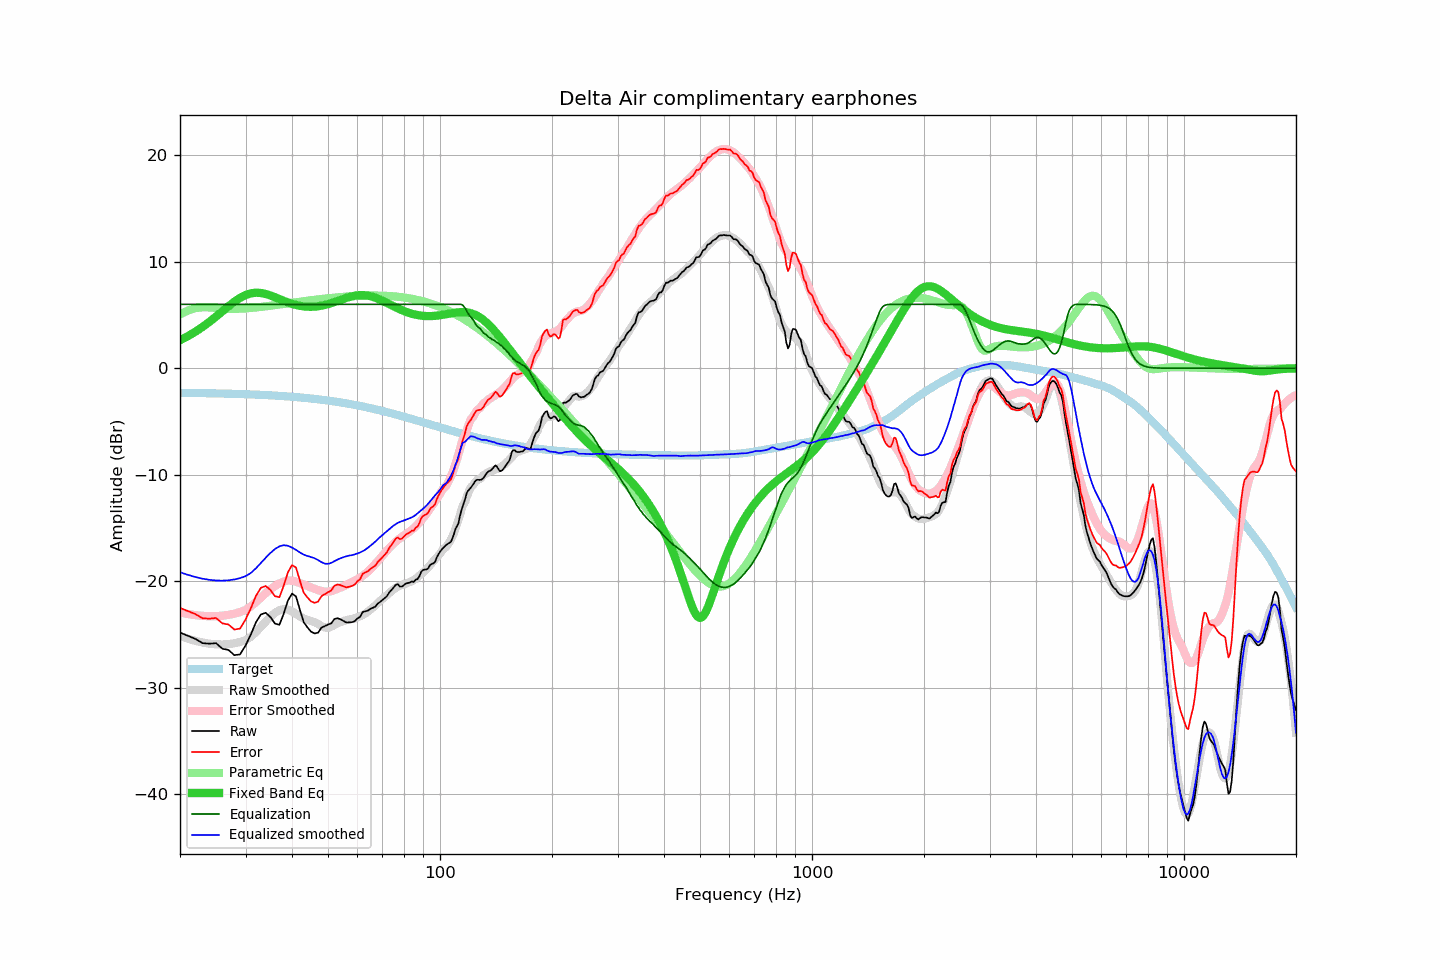 Delta Air complimentary earphones
20
10
0
−10
−20
−30
−40
Amplitude (dBr)
Target
Raw Smoothed
Error Smoothed
Raw
Error
Parametric Eq
Fixed Band Eq
Equalization
Equalized smoothed
100 1000 10000
Frequency (Hz)